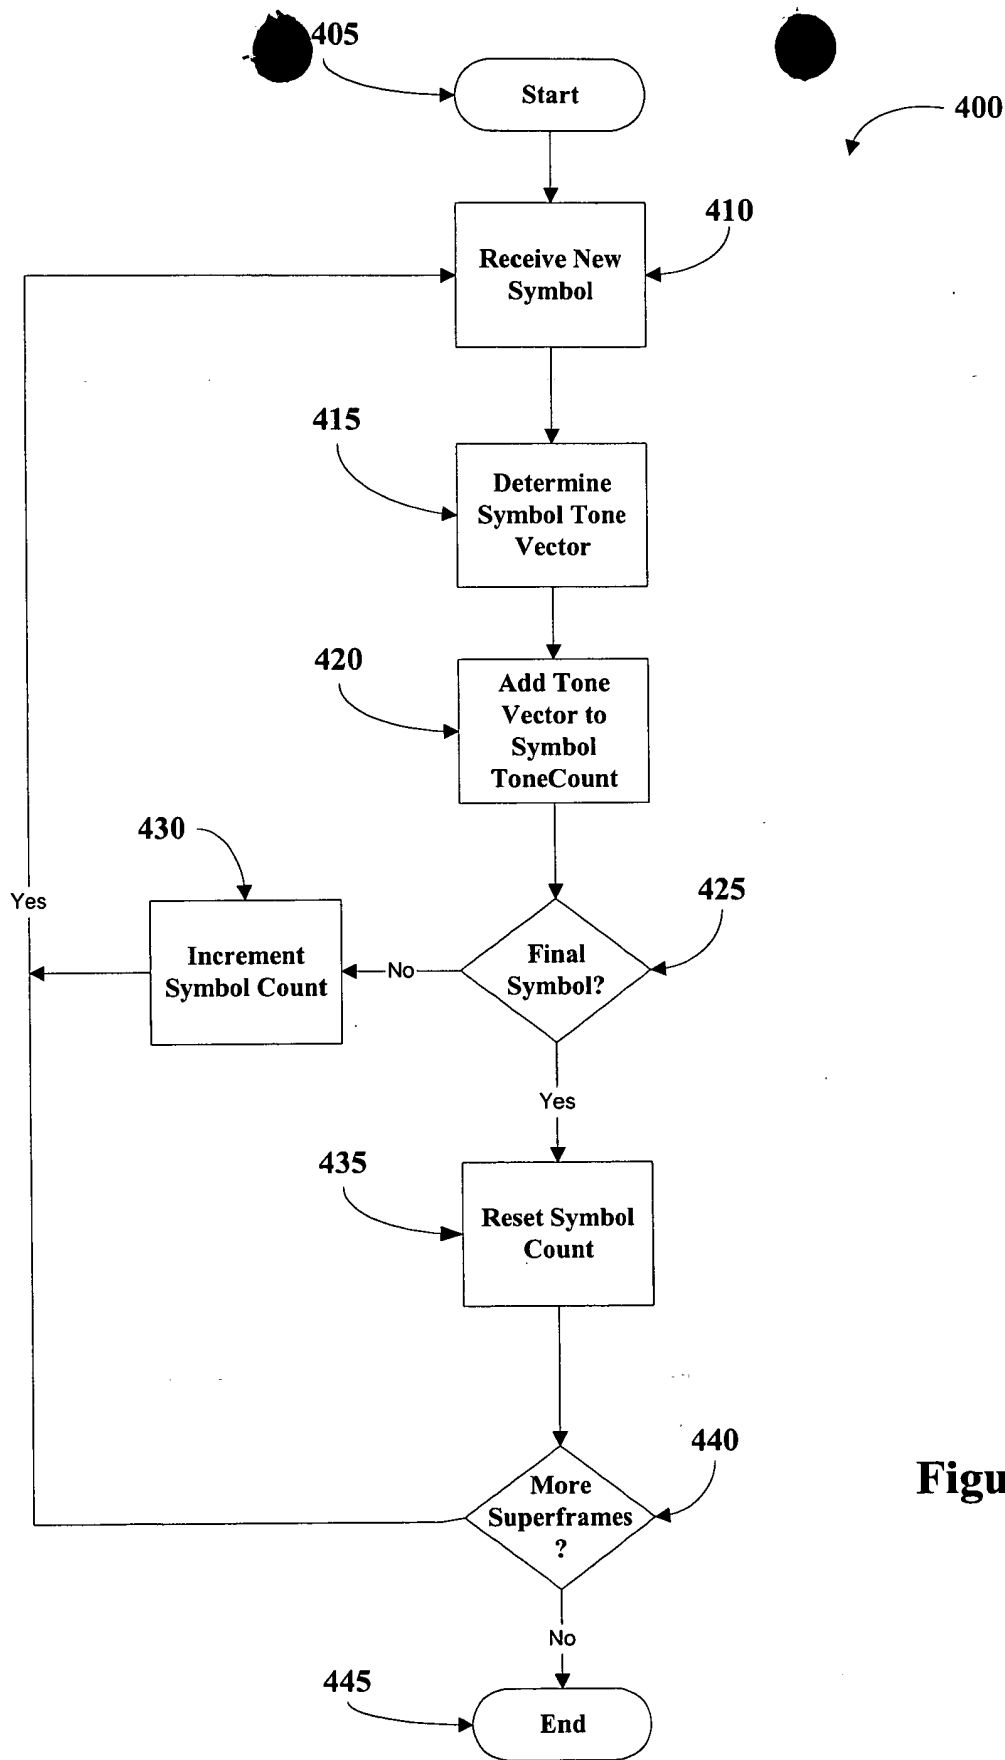 405
Start
400
410
Receive New
Symbol
415
Determine
Symbol Tone
Vector
420
Add Tone
Vector to
Symbol
ToneCount
430
425
Yes
Increment
Symbol Count
No
Final
Symbol?
Yes
435
Reset Symbol
Count
440
More
Superframes
?
Figu
No
445
End